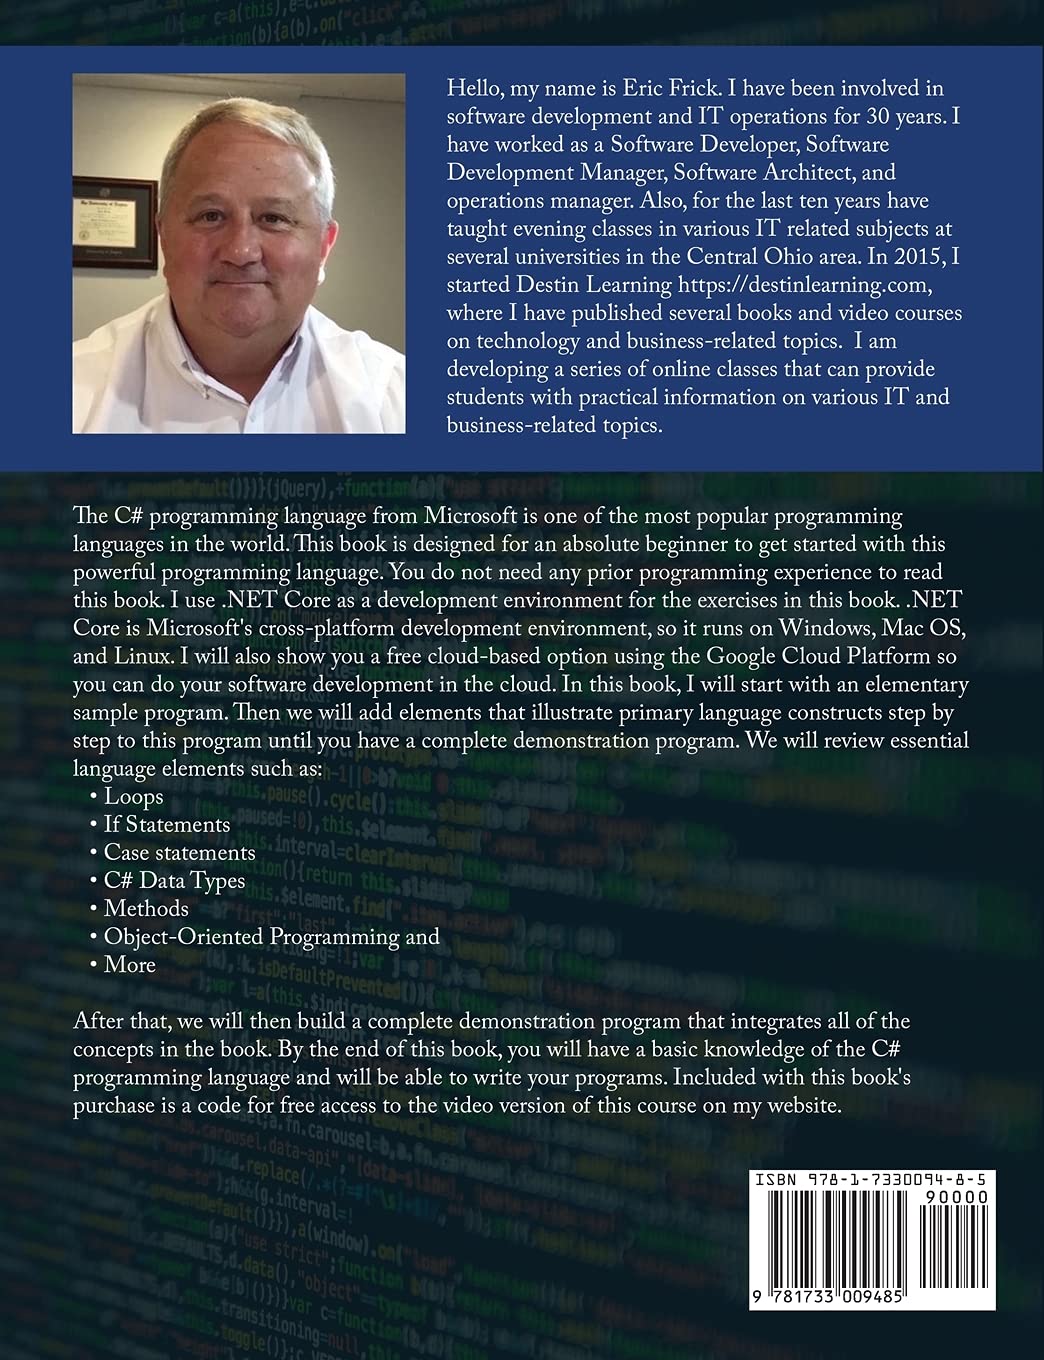 Hello, my name is Eric Frick. I have been involved in
software development and IT operations for 30 years. I
have worked as a Software Developer, Software
Development Manager, Software Architect, and
operations manager. Also, for the last ten years have
taught evening classes in various IT related subjects at
several universities in the Central Ohio area. In 2015, I
started Destin Learning https://destinlearning.com,
where I have published several books and video courses
on technology and business-related topics.  I am
developing a series of online classes that can provide
students with practical information on various IT and
business-related topics.
The C# programming language from Microsoft is one of the most popular programming
languages in the world. This book is designed for an absolute beginner to get started with this
powerful programming language. You do not need any prior programming experience to read
this book. I use .NET Core as a development environment for the exercises in this book. .NET
Core is Microsoft's cross-platform development environment, so it runs on Windows, Mac OS,
and Linux. I will also show you a free cloud-based option using the Google Cloud Platform so
you can do your software development in the cloud. In this book, I will start with an elementary
sample program. Then we will add elements that illustrate primary language constructs step by
step to this program until you have a complete demonstration program. We will review essential
language elements such as:
• Loops
• If Statements
• Case statements
• C# Data Types
• Methods
• Object-Oriented Programming and
• More
After that, we will then build a complete demonstration program that integrates all of the
concepts in the book. By the end of this book, you will have a basic knowledge of the C#
programming language and will be able to write your programs. Included with this book's
purchase is a code for free access to the video version of this course on my website.
ISBN 978-1-7330094-8-5
90000
9 781733 009485